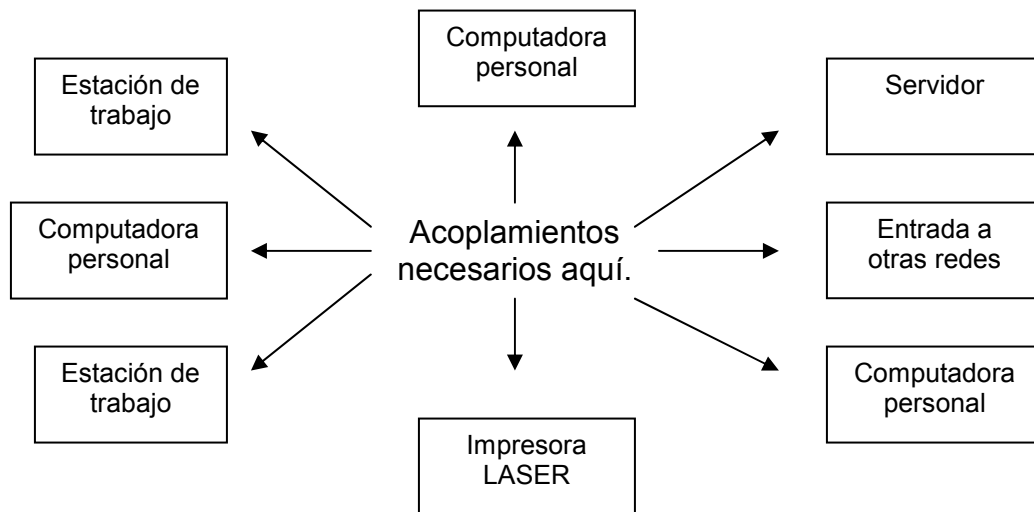 Computadora
personal
Estación de
trabajo
Servidor
Computadora
personal
Acoplamientos
necesarios aquí.
Entrada a
otras redes
Estación de
trabajo
Computadora
personal
Impresora
LASER